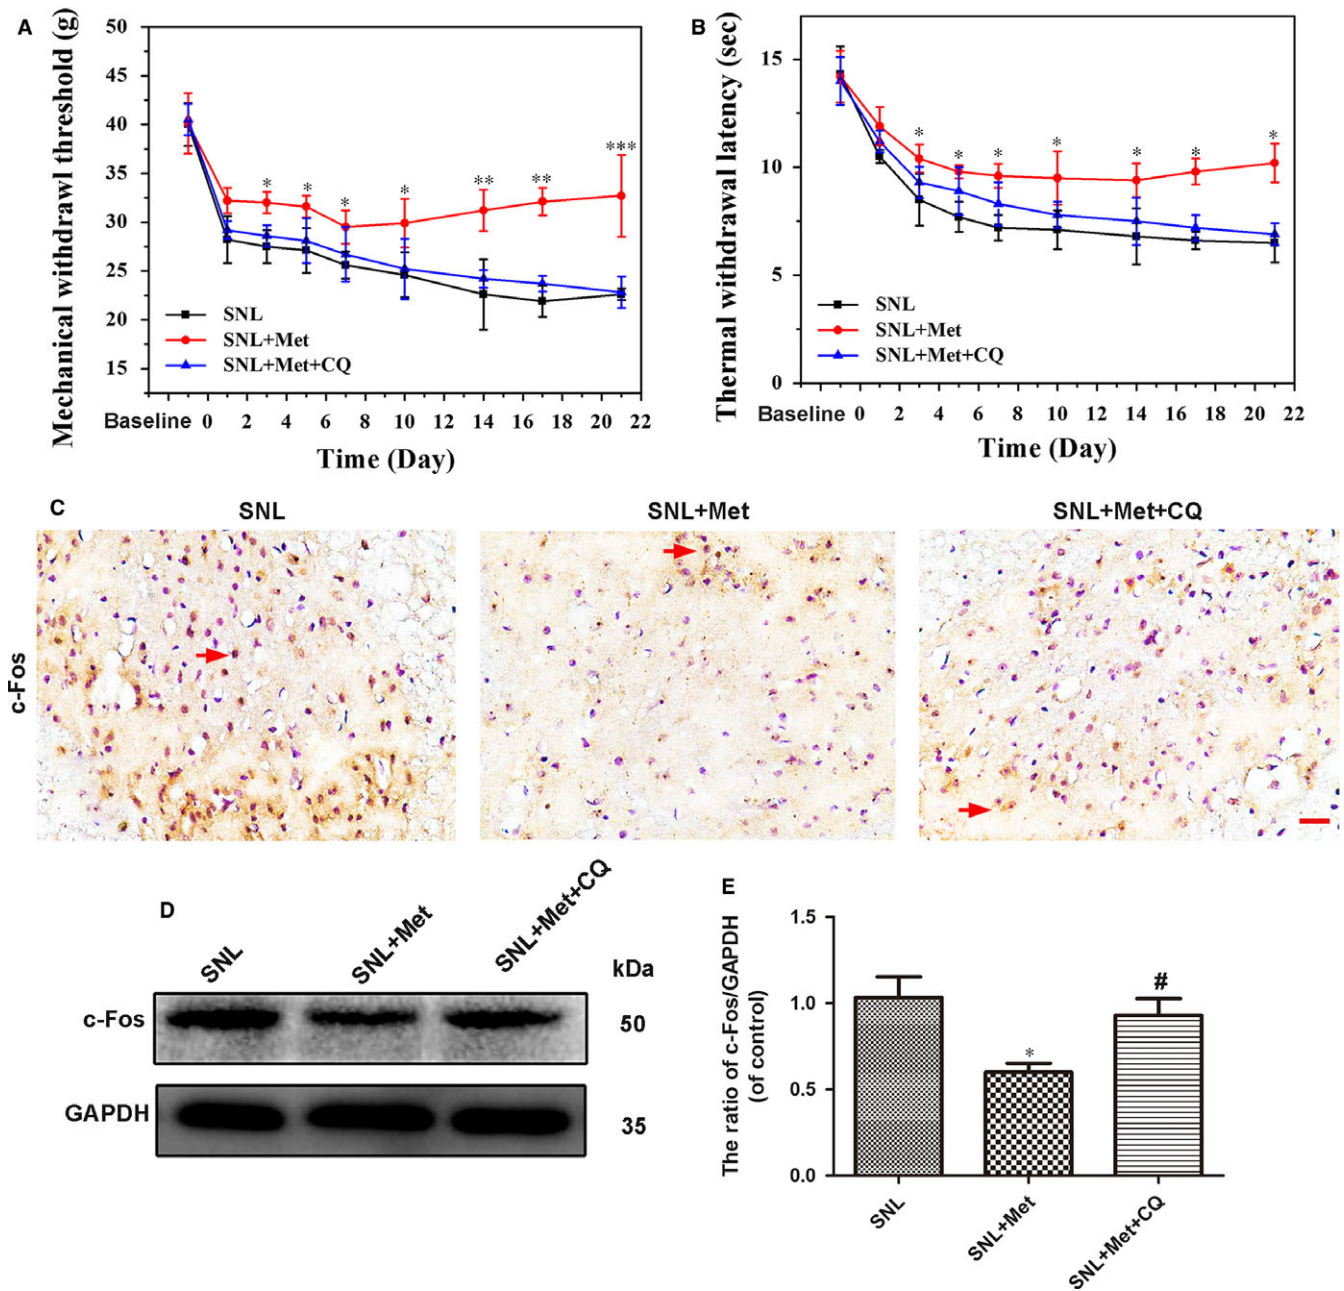 A
Mechanical withdrawl threshold (g)
50
45
40
35
30
25
20
15
*
*
*
*
**
**
***
SNL
SNL+Met
SNL+Met+CQ
Baseline 0 2 4 6 8 10 12 14 16 18 20 22
Time (Day)
B
Thermal withdrawal latency (sec)
15
10
5
0
*
*
*
*
*
*
*
SNL
SNL+Met
SNL+Met+CQ
Baseline 0 2 4 6 8 10 12 14 16 18 20 22
Time (Day)
C
SNL
SNL+Met
SNL+Met+CQ
c-Fos
D
SNL
SNL+Met
SNL+Met+CQ
kDa
c-Fos
50
GAPDH
35
E
The ratio of c-Fos/GAPDH
(of control)
1.5
1.0
0.5
0.0
*
#
SNL
SNL+Met
SNL+Met+CQ